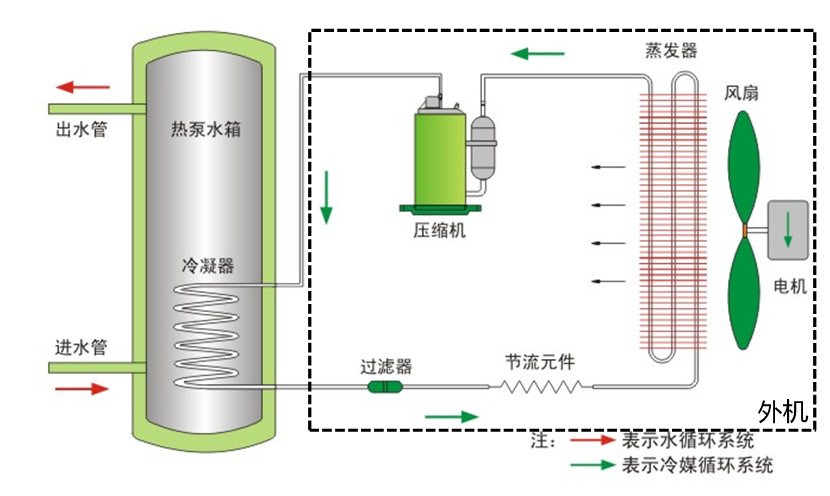 蒸发器
风扇
出水管
热泵水箱
压缩机
冷凝器
电机
进水管
过滤器
节流元件
外机
注： 表示水循环系统
表示冷媒循环系统